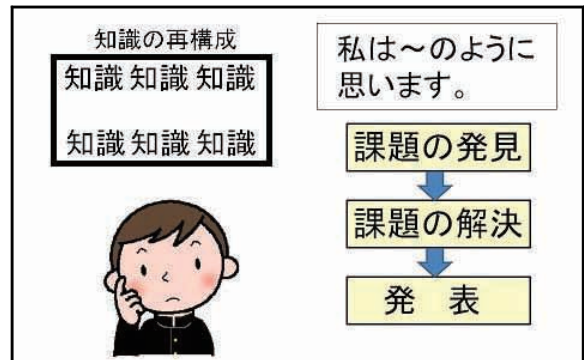 知識の再構成
知識 知識 知識
知識 知識 知識
私は～のように
思います。
課題の発見
課題の解決
発　表